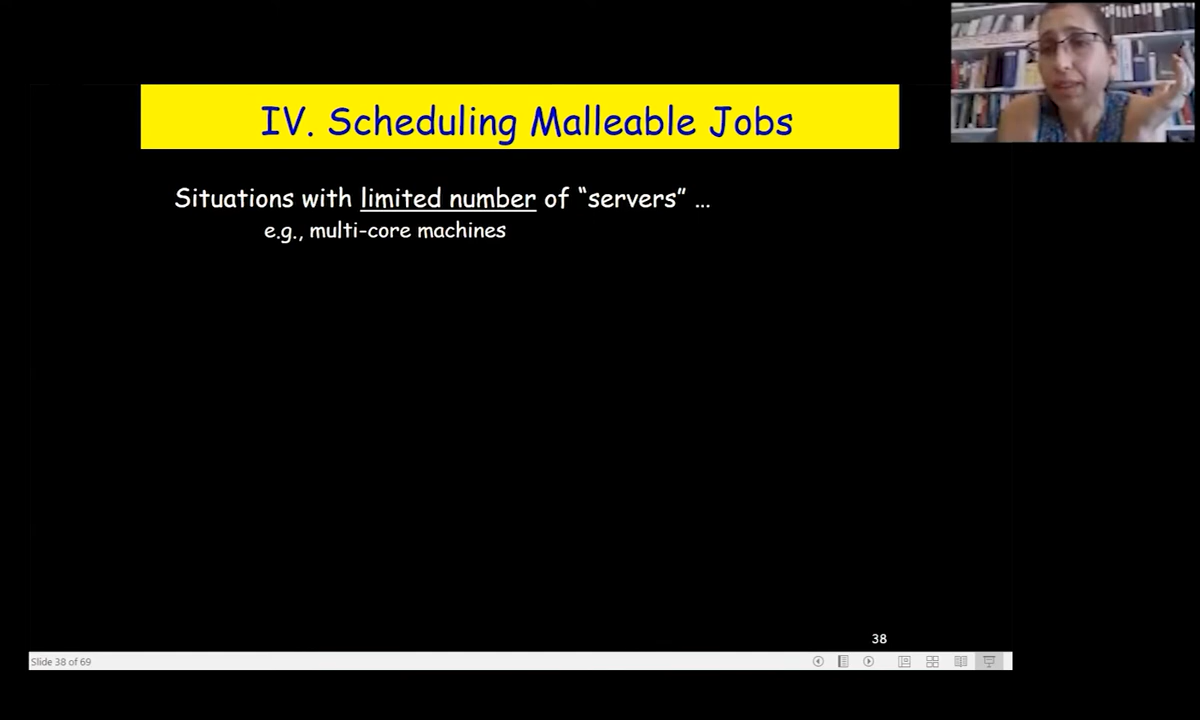 IV. Scheduling Malleable Jobs
Situations with limited number of “servers” …
e.g., multi-core machines
38
Slide 38 of 69